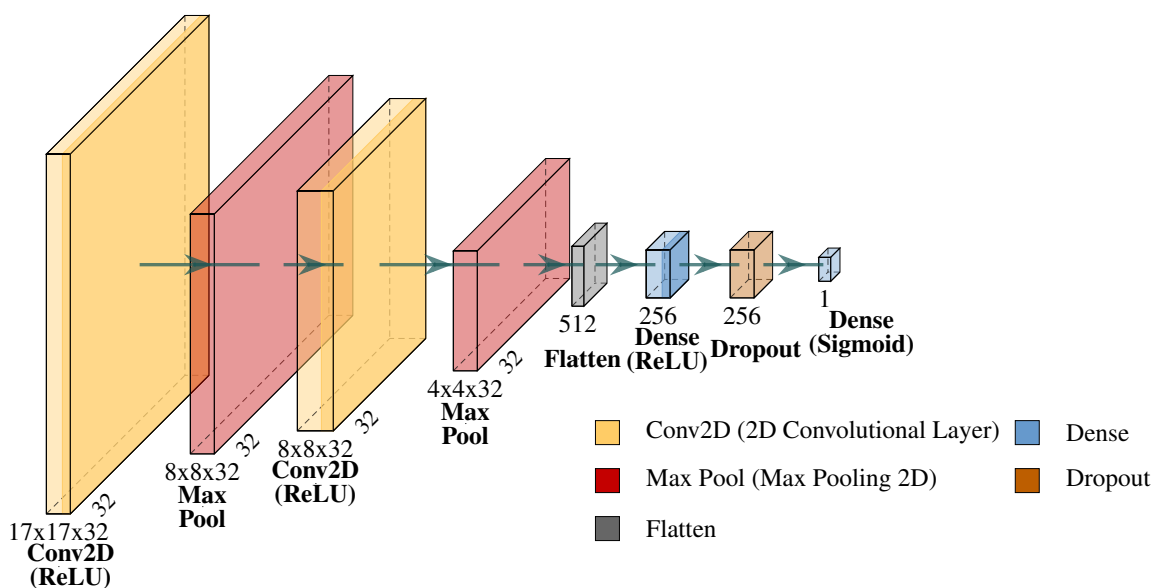 17x17x32
32
Conv2D
(ReLU)
8x8x32
32
Max
Pool
8x8x32
32
Conv2D
(ReLU)
4x4x32
32
Max
Pool
512
Flatten
256
Dense
(ReLU)
256
Dropout
1
Dense
(Sigmoid)
Conv2D (2D Convolutional Layer)
Max Pool (Max Pooling 2D)
Flatten
Dense
Dropout